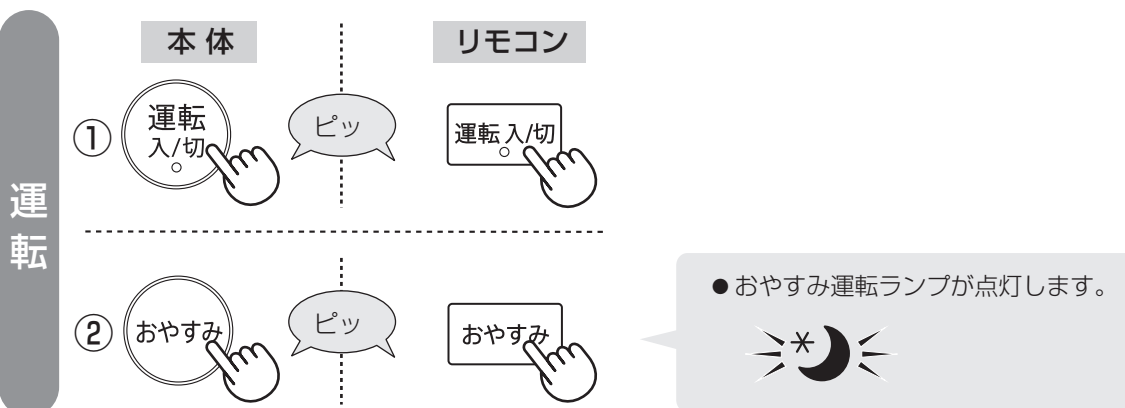 運転
本体
リモコン
①
運転
入/切
ピッ
運転 入/切
②
おやすみ
ピッ
おやすみ
●おやすみ運転ランプが点灯します。